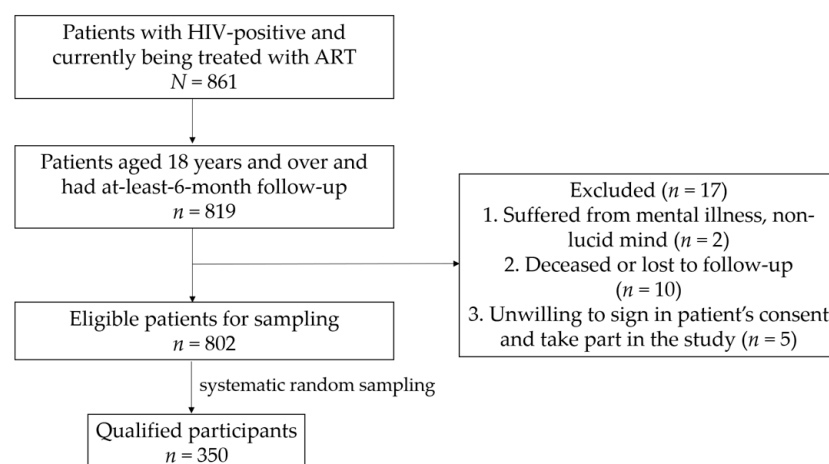 Patients with HIV-positive and
currently being treated with ART
N = 861
Patients aged 18 years and over and
had at-least-6-month follow-up
n = 819
Excluded (n = 17)
1. Suffered from mental illness, non-
lucid mind (n = 2)
2. Deceased or lost to follow-up
(n = 10)
3. Unwilling to sign in patient’s consent
and take part in the study (n = 5)
Eligible patients for sampling
n = 802
systematic random sampling
Qualified participants
n = 350